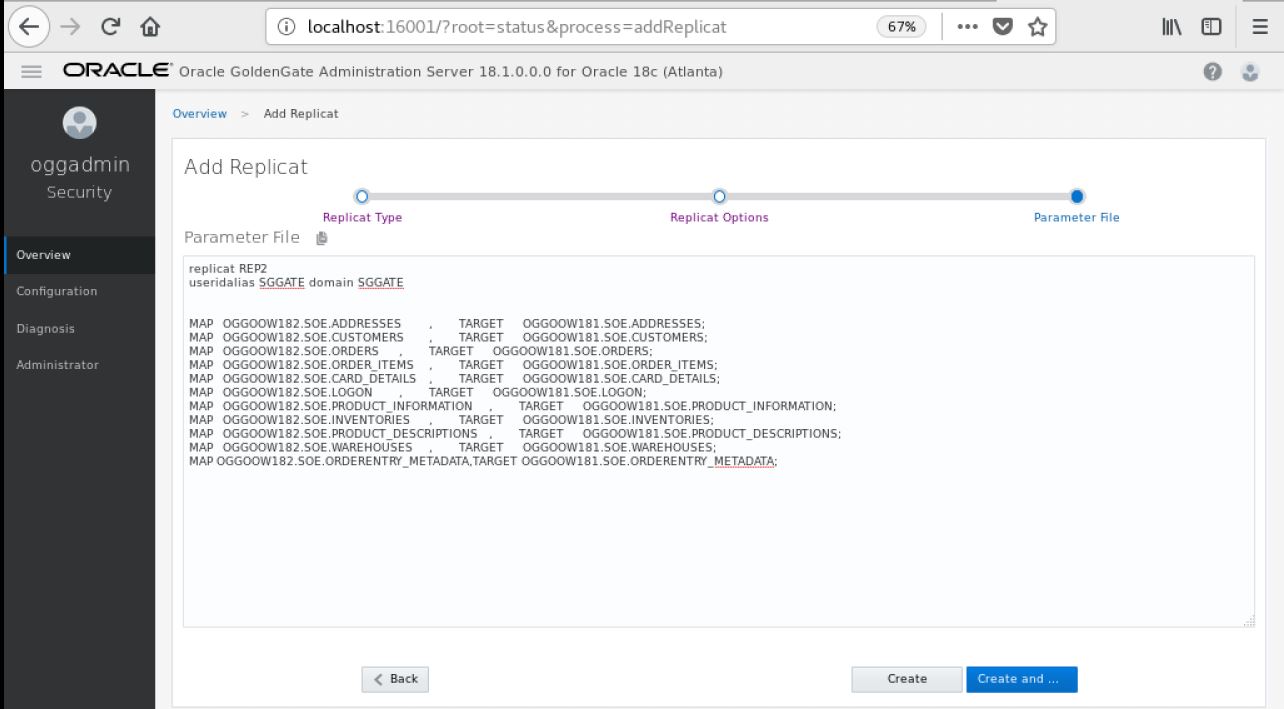 localhost:16001/?root=status&process=addReplicat 67%
ORACLE Oracle GoldenGate Administration Server 18.1.0.0.0 for Oracle 18c (Atlanta)
oggadmin
Security
Overview
Configuration
Diagnosis
Administrator
Overview > Add Replicat
Add Replicat
Replicat Type Replicat Options Parameter File
Parameter File
replicat REP2
useridalias SGGATE domain SGGATE
MAP OGGOOW182.SOE.ADDRESSES , TARGET OGGOOW181.SOE.ADDRESSES;
MAP OGGOOW182.SOE.CUSTOMERS , TARGET OGGOOW181.SOE.CUSTOMERS;
MAP OGGOOW182.SOE.ORDERS , TARGET OGGOOW181.SOE.ORDERS;
MAP OGGOOW182.SOE.ORDER_ITEMS , TARGET OGGOOW181.SOE.ORDER_ITEMS;
MAP OGGOOW182.SOE.CARD_DETAILS , TARGET OGGOOW181.SOE.CARD_DETAILS;
MAP OGGOOW182.SOE.LOGON , TARGET OGGOOW181.SOE.LOGON;
MAP OGGOOW182.SOE.PRODUCT_INFORMATION , TARGET OGGOOW181.SOE.PRODUCT_INFORMATION;
MAP OGGOOW182.SOE.INVENTORIES , TARGET OGGOOW181.SOE.INVENTORIES;
MAP OGGOOW182.SOE.PRODUCT_DESCRIPTIONS , TARGET OGGOOW181.SOE.PRODUCT_DESCRIPTIONS;
MAP OGGOOW182.SOE.WAREHOUSES , TARGET OGGOOW181.SOE.WAREHOUSES;
MAP OGGOOW182.SOE.ORDERENTRY_METADATA,TARGET OGGOOW181.SOE.ORDERENTRY_METADATA;
Back Create Create and ...